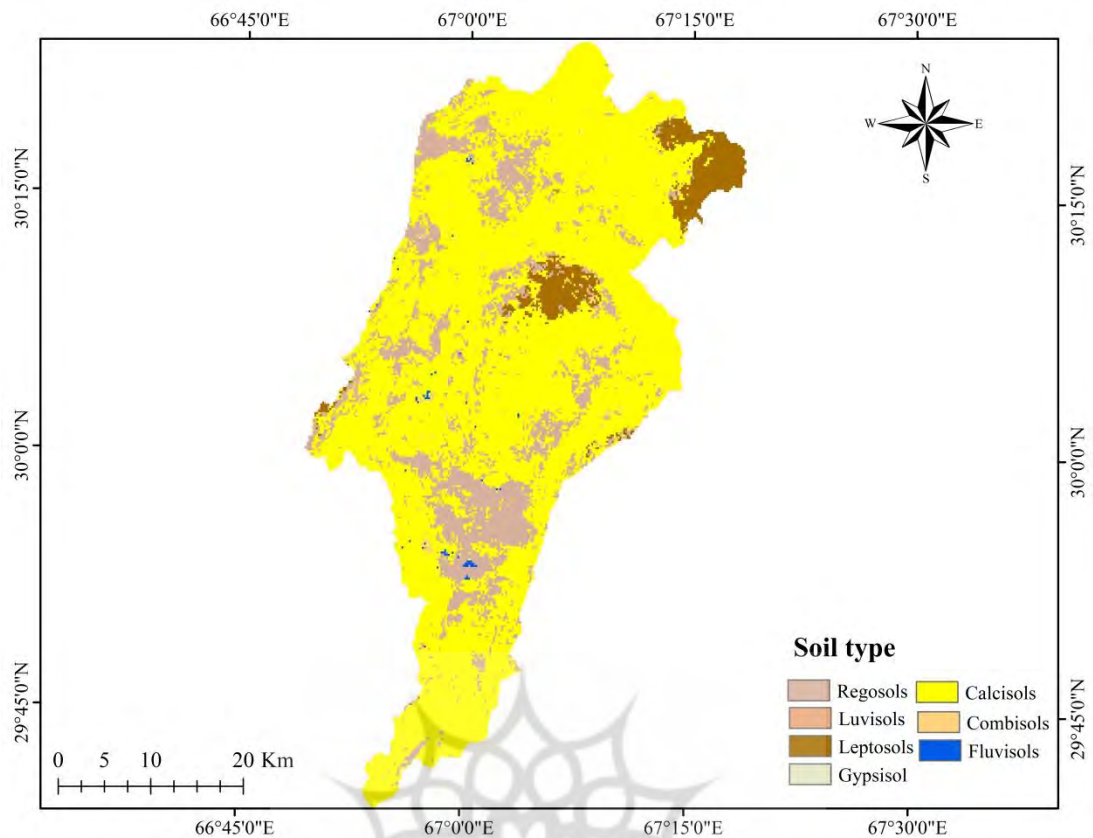 66°45'0"E 67°0'0"E 67°15'0"E 67°30'0"E
N
W E
S
30°15'0"N 30°15'0"N
30°0'0"N 30°0'0"N
29°45'0"N 29°45'0"N
Soil type
Regosols Calcisols
Luvisols Combisols
Leptosols Fluvisols
Gypsisol
0 5 10 20 Km
66°45'0"E 67°0'0"E 67°15'0"E 67°30'0"E